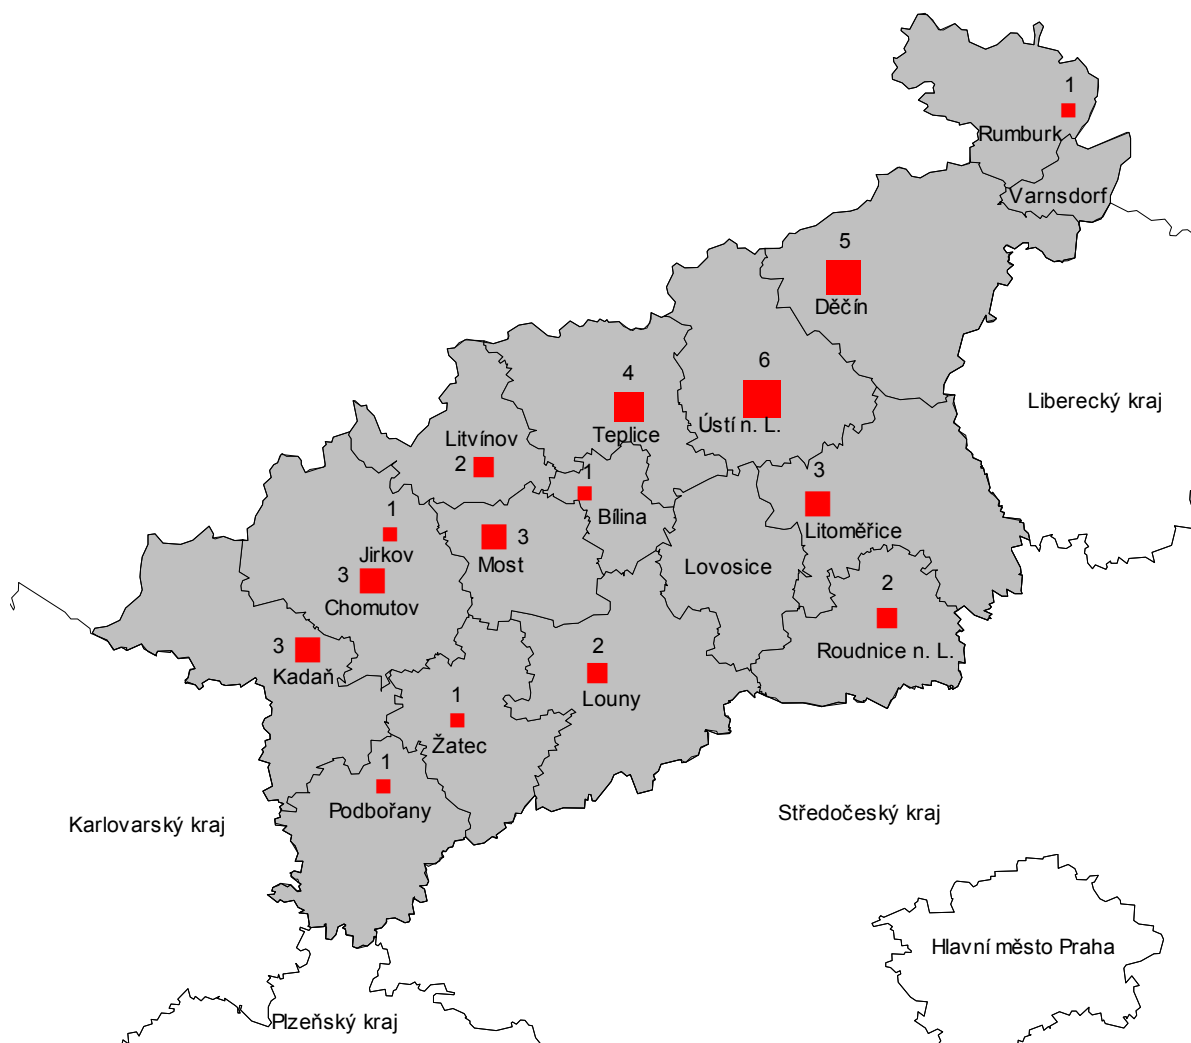 1
Rumburk
Varnsdorf
5
Děčín
6
Ústí n. L.
4
Teplice
Liberecký kraj
Litvínov
2
1
Bílina
3
Litoměřice
1
Jirkov
3
Most
3
Chomutov
Lovosice
2
Roudnice n. L.
3
Kadaň
2
Louny
1
Žatec
1
Podbořany
Karlovarský kraj
Středočeský kraj
Hlavní město Praha
Plzeňský kraj